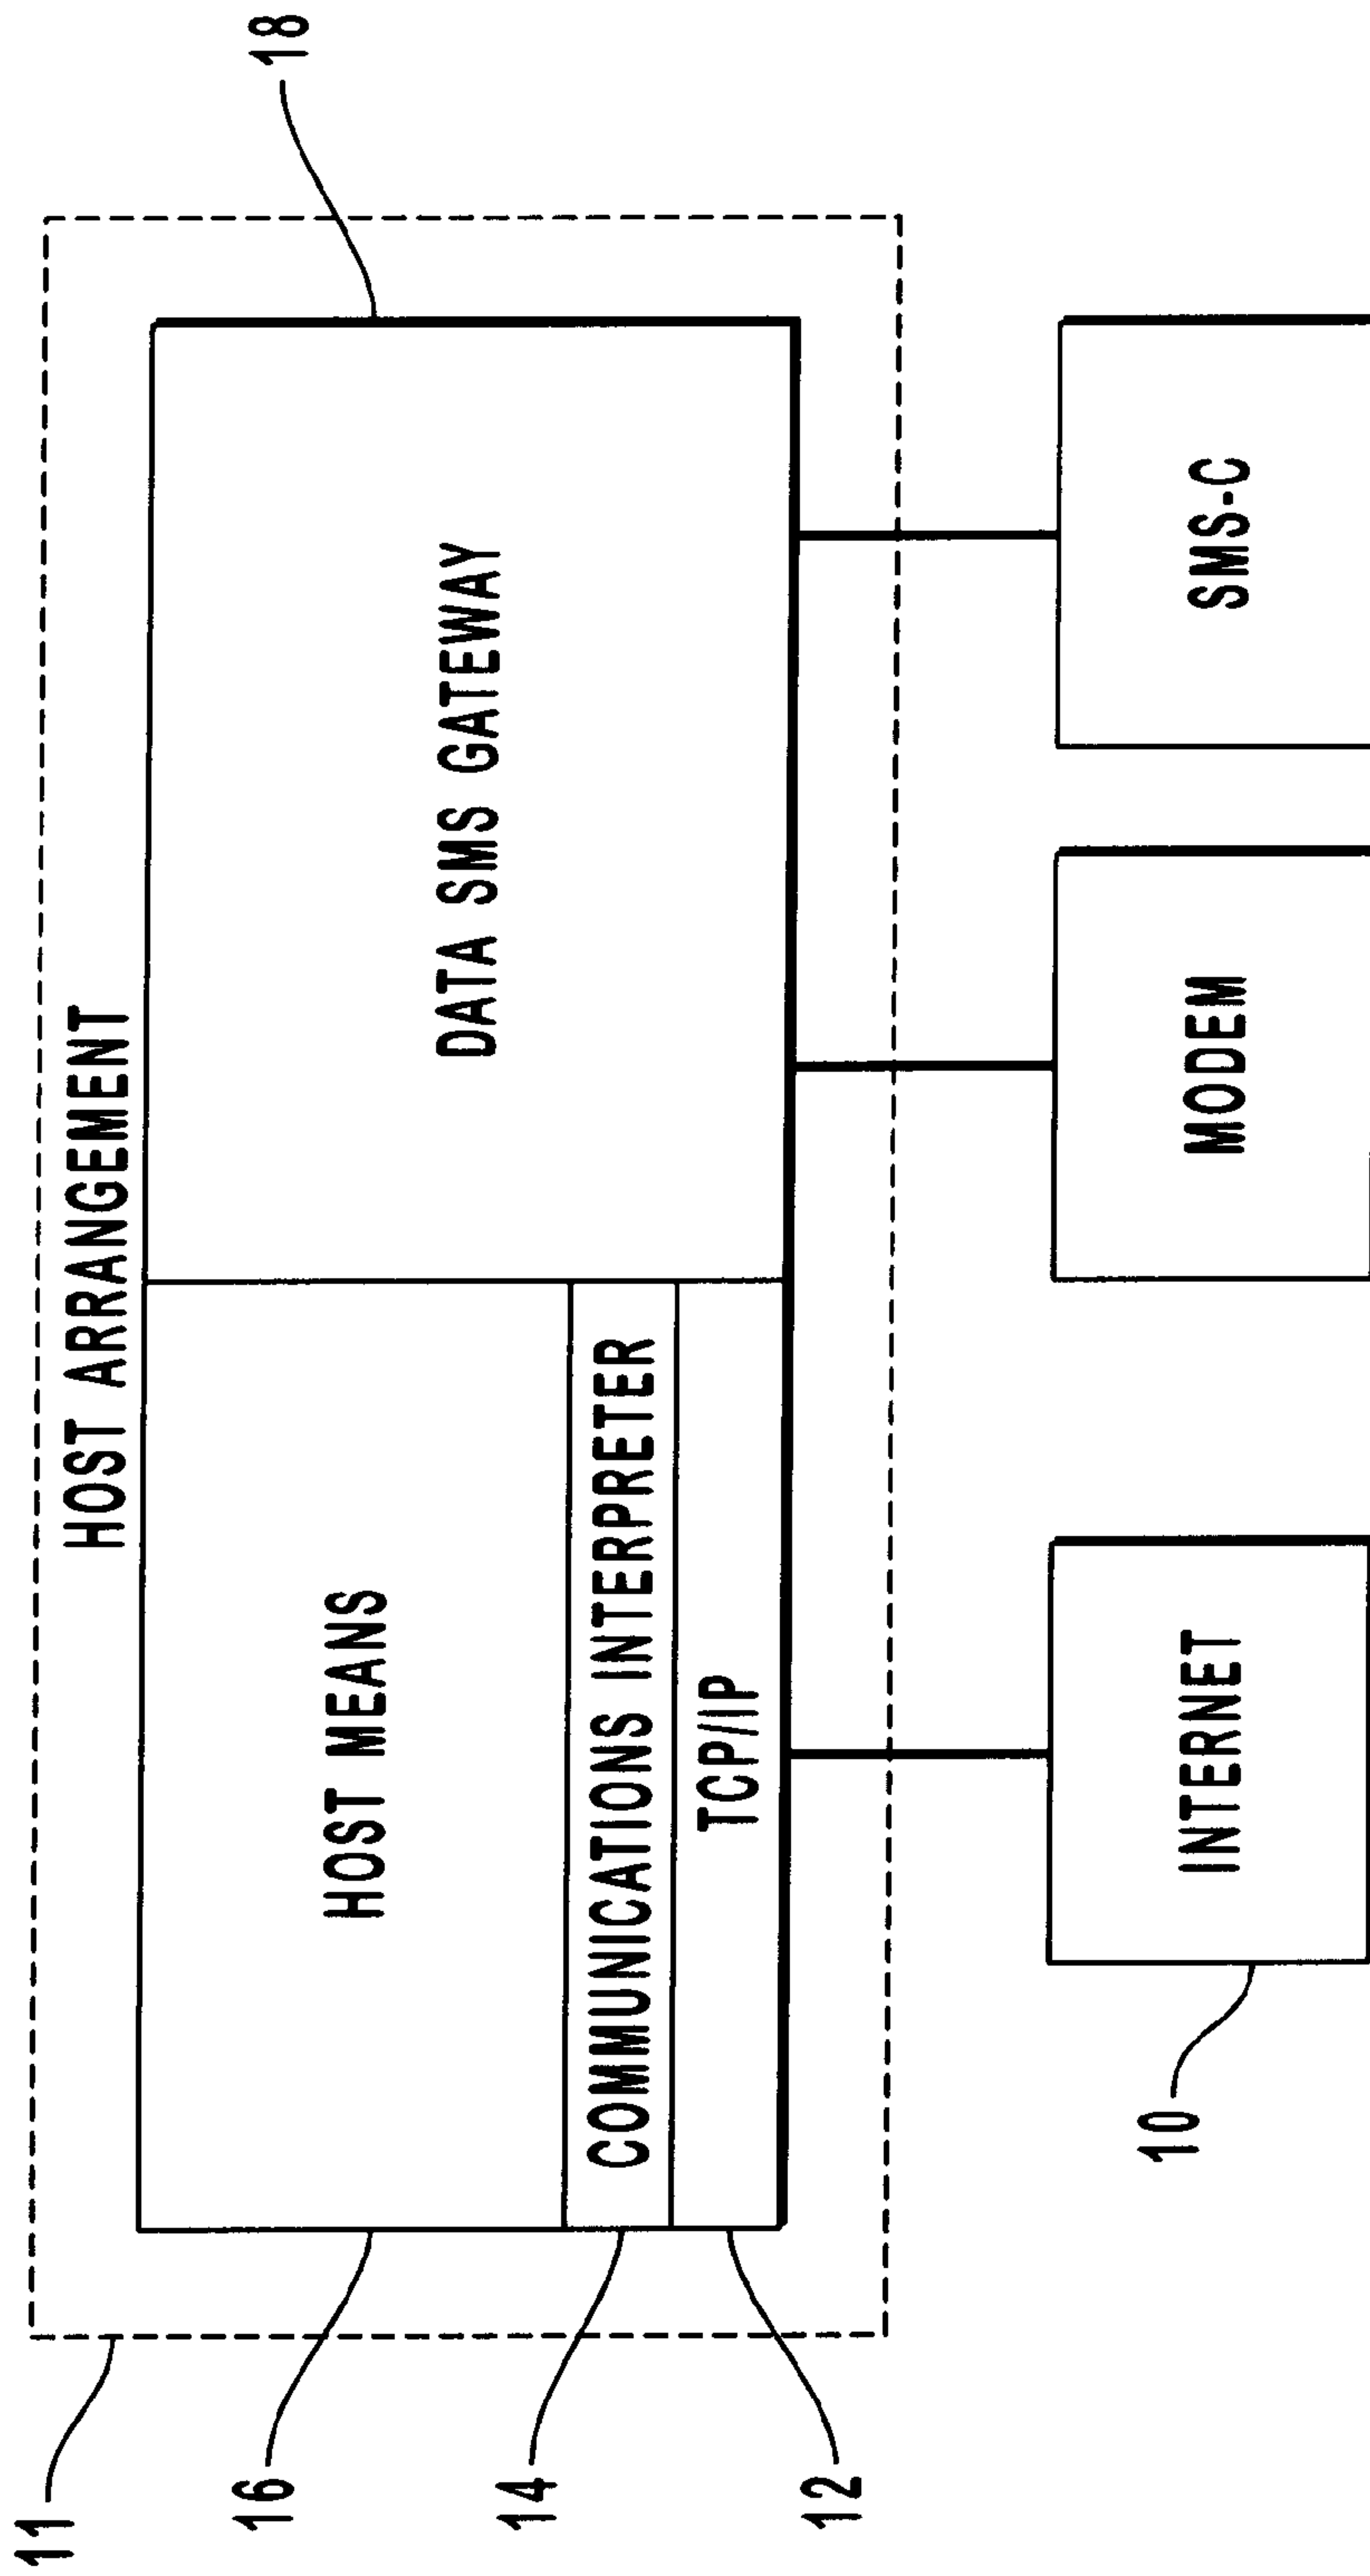 11
HOST ARRANGEMENT
18
16
HOST MEANS
DATA SMS GATEWAY
14
COMMUNICATIONS INTERPRETER
12
TCP/IP
10
INTERNET
MODEM
SMS-C